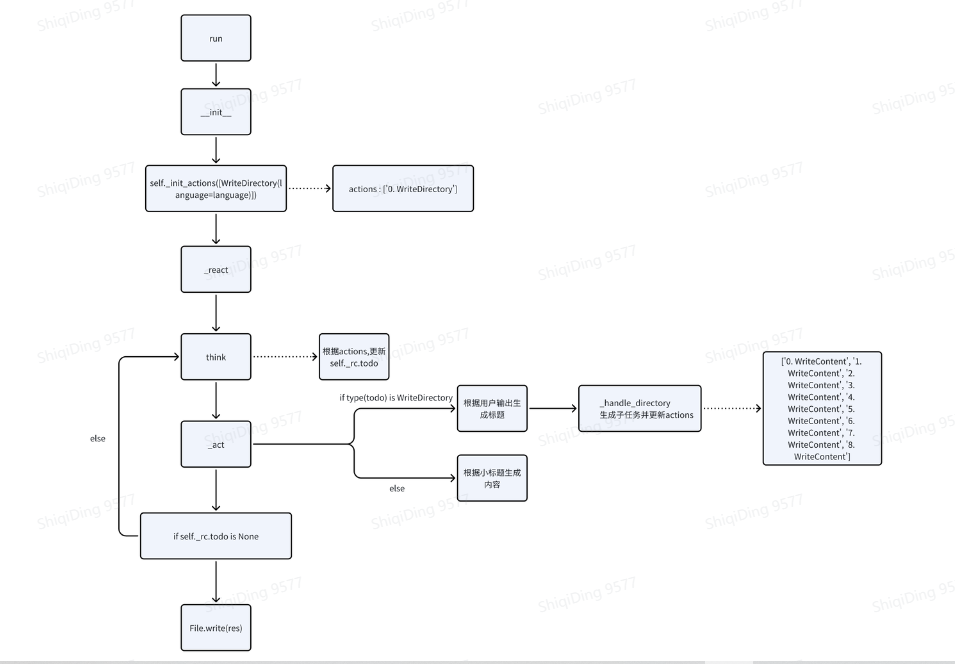 run
__init__
self._init_actions([WriteDirectory(l
anguage=language)])
actions : ['0. WriteDirectory']
_react
think
根据actions,更新
self._rc.todo
if type(todo) is WriteDirectory
根据用户输出生
成标题
_handle_directory
生成子任务并更新actions
['0. WriteContent', '1.
WriteContent', '2.
WriteContent', '3.
WriteContent', '4.
WriteContent', '5.
WriteContent', '6.
WriteContent', '7.
WriteContent', '8.
WriteContent']
else
_act
根据小标题生成
内容
else
if self._rc.todo is None
File.write(res)
ShiqiDing 9577